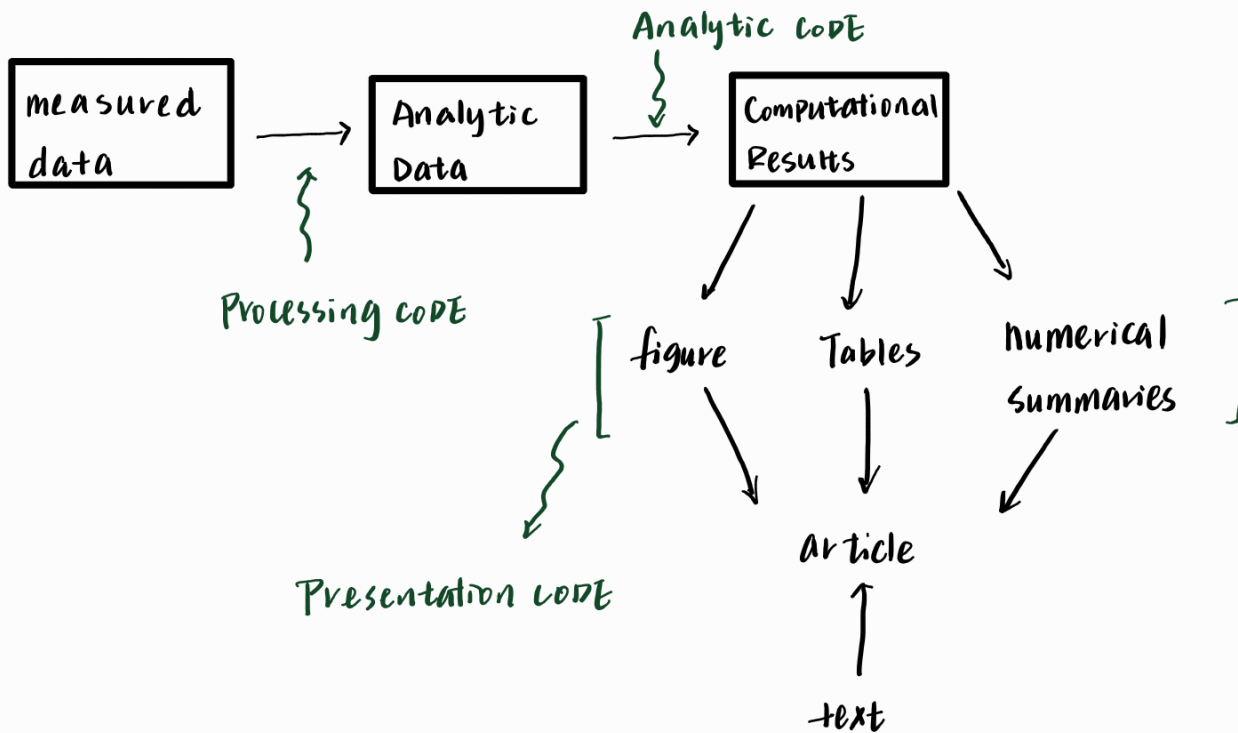 Analytic CODE
measured
data
Analytic
Data
Computational
Results
Processing CODE
figure
Tables
numerical
summaries
article
Presentation CODE
text